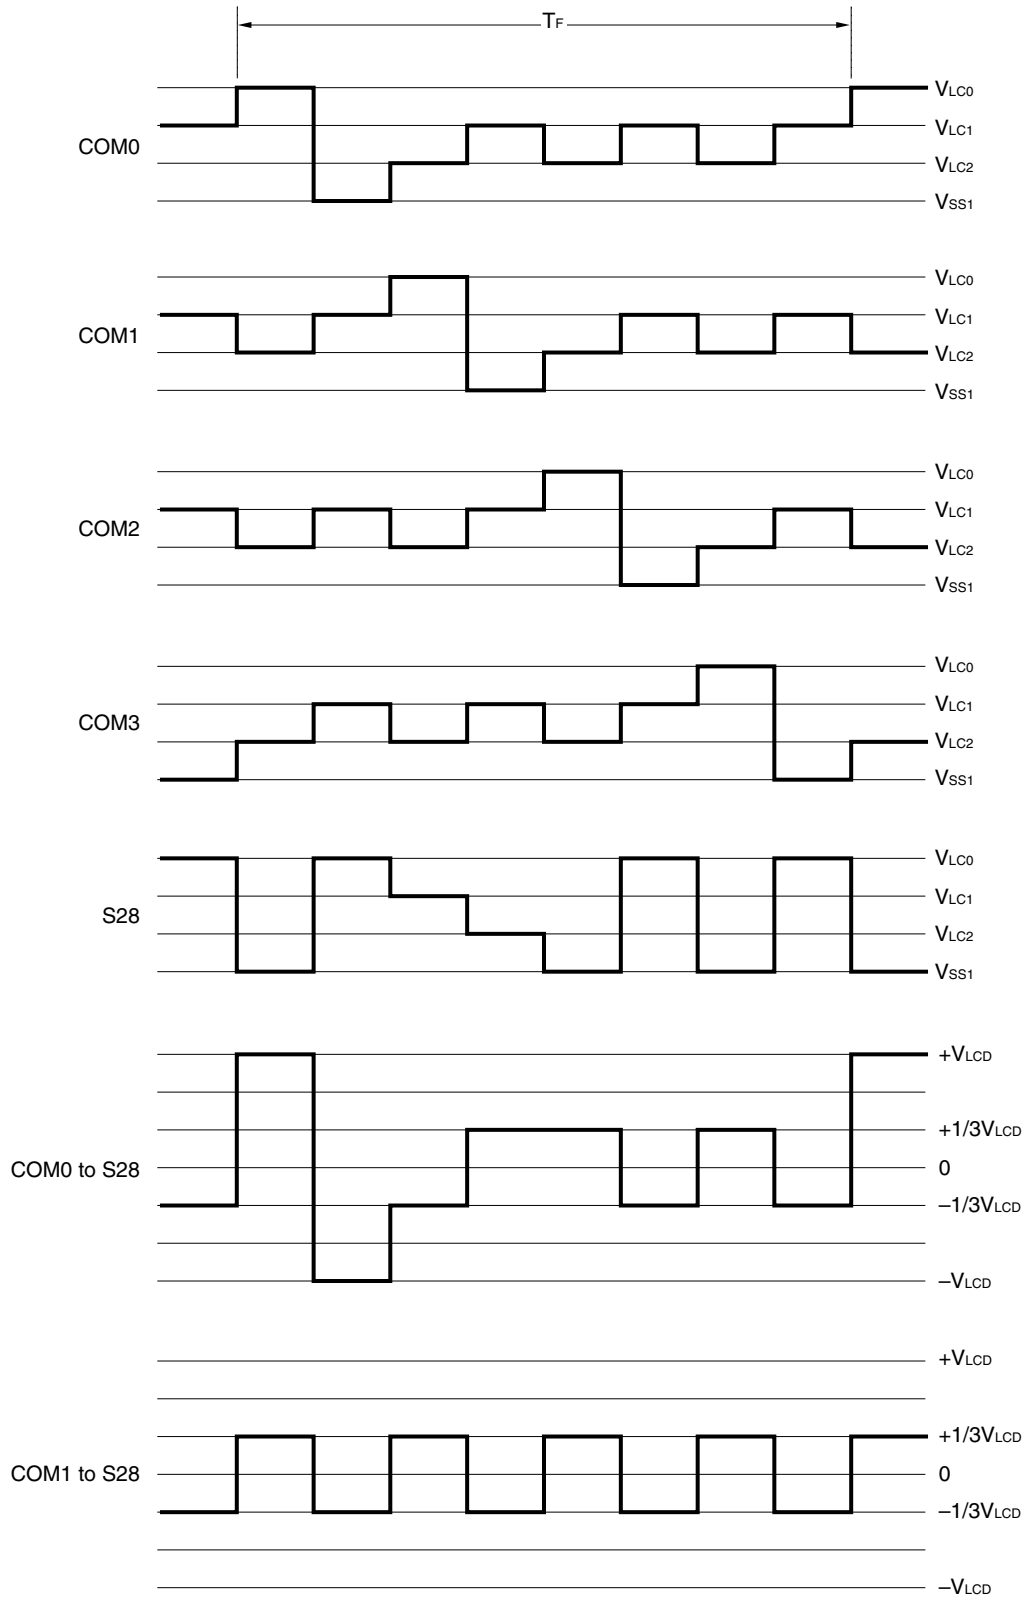 TF
COM0
VLC0
VLC1
VLC2
VSS1
COM1
VLC0
VLC1
VLC2
VSS1
COM2
VLC0
VLC1
VLC2
VSS1
COM3
VLC0
VLC1
VLC2
VSS1
S28
VLC0
VLC1
VLC2
VSS1
COM0 to S28
+VLCD
+1/3VLCD
0
–1/3VLCD
–VLCD
COM1 to S28
+VLCD
+1/3VLCD
0
–1/3VLCD
–VLCD